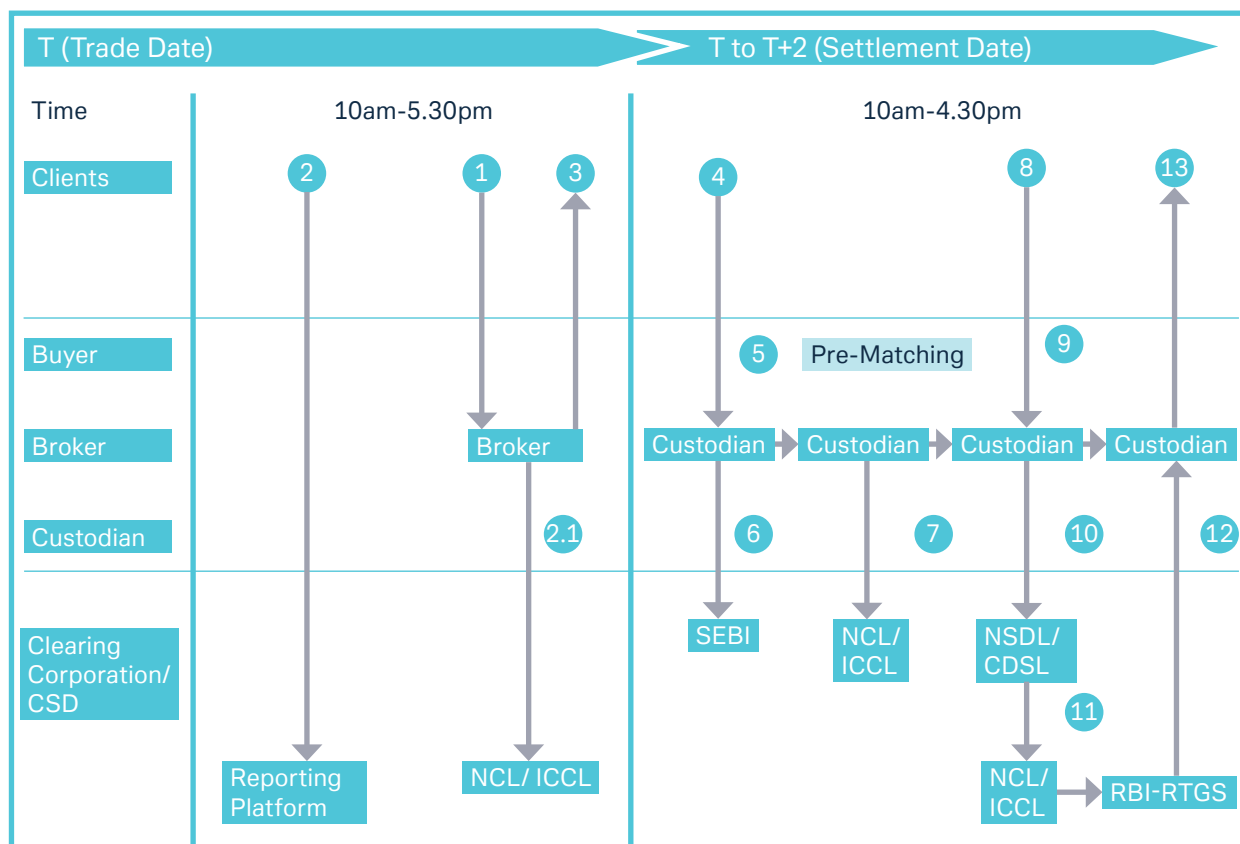 T (Trade Date)
T to T+2 (Settlement Date)
Time
10am-5.30pm
10am-4.30pm
Clients
2
1
3
4
8
13
Buyer
5
Pre-Matching
9
Broker
Broker
Custodian
Custodian
Custodian
Custodian
Custodian
2.1
6
7
10
12
Clearing
Corporation/
CSD
SEBI
NCL/
ICCL
NSDL/
CDSL
11
Reporting
Platform
NCL/ ICCL
NCL/
ICCL
RBI-RTGS